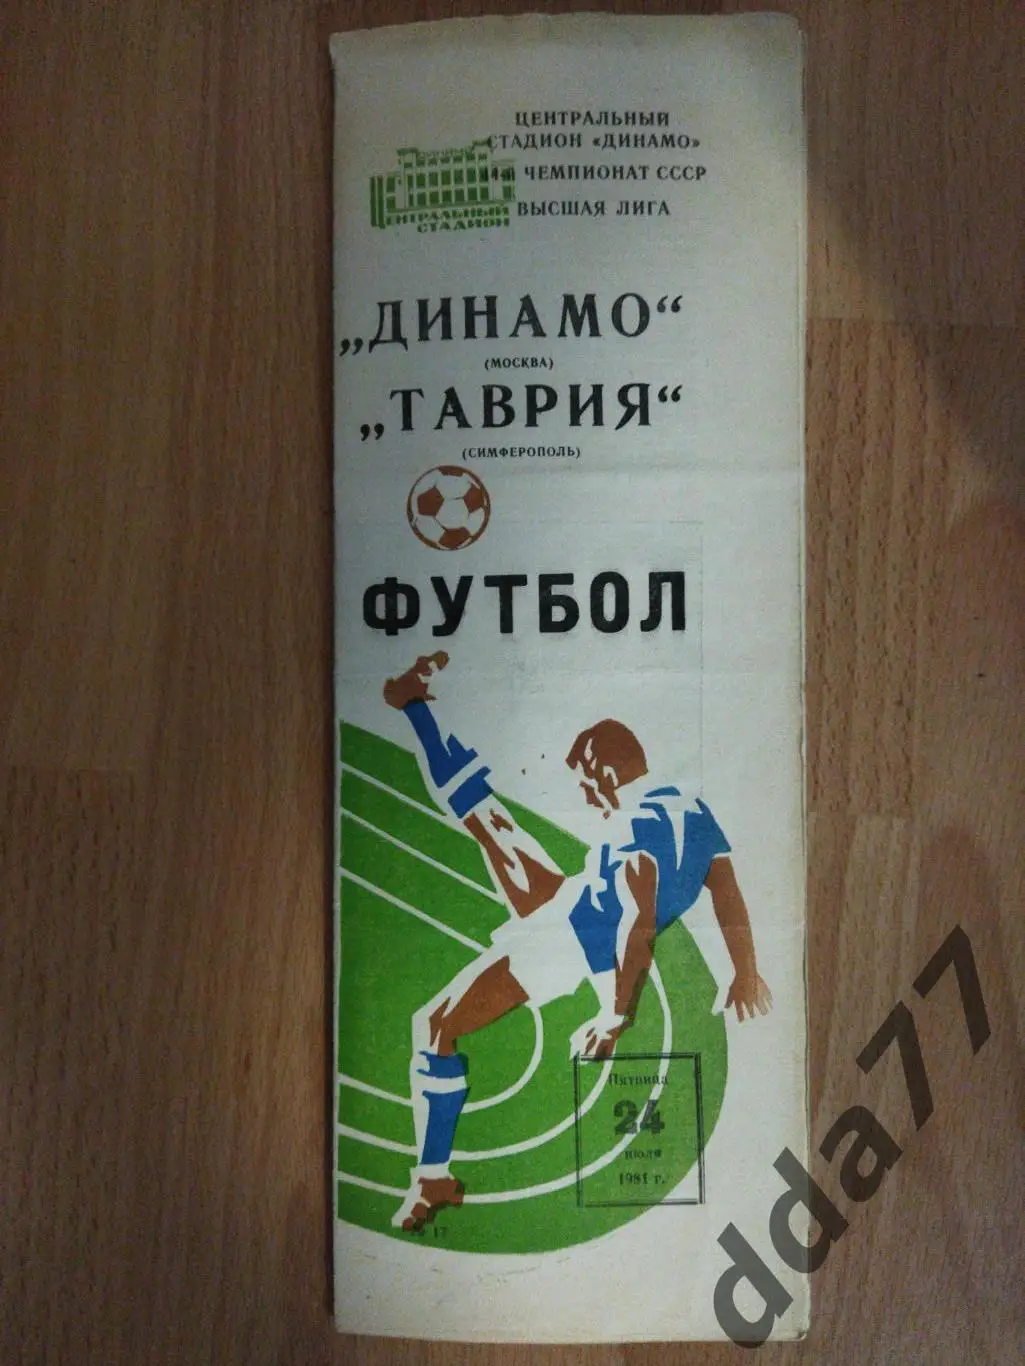 ЦЕНТРАЛЬНЫЙ
СТАДИОН «ДИНАМО»
ЧЕМПИОНАТ СССР
ВЫСШАЯ ЛИГА
ЦЕНТРАЛЬНЫЙ
СТАДИОН
„ДИНАМО“
(МОСКВА)
„ТАВРИЯ“
(СИМФЕРОПОЛЬ)
ФУТБОЛ
Пятница
24
июля
1981 г.
17
dda77